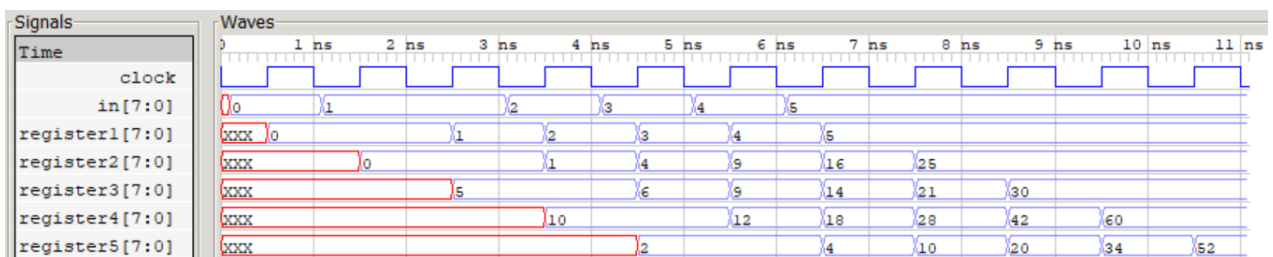 Signals Waves
Time 0 1 ns 2 ns 3 ns 4 ns 5 ns 6 ns 7 ns 8 ns 9 ns 10 ns 11 ns
clock
in[7:0] 0 1 2 3 4 5
register1[7:0] xxx 0 1 2 3 4 5
register2[7:0] xxx 0 1 4 9 16 25
register3[7:0] xxx 5 6 9 14 21 30
register4[7:0] xxx 10 12 18 28 42 60
register5[7:0] xxx 2 4 10 20 34 52